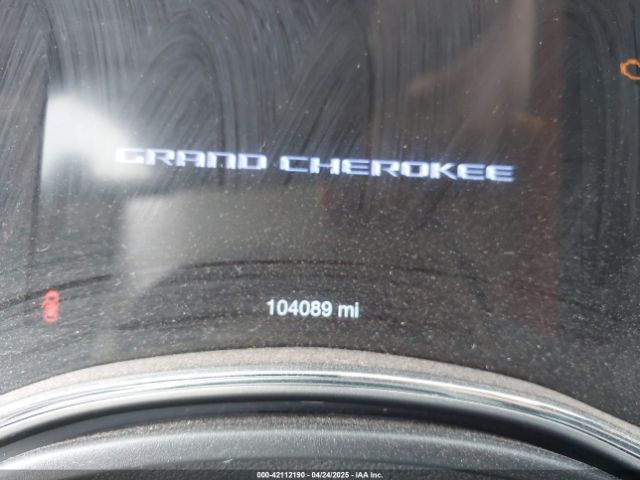 GRAND CHEROKEE
104089 mi
000-42112190 - 04/24/2025 - IAA Inc.